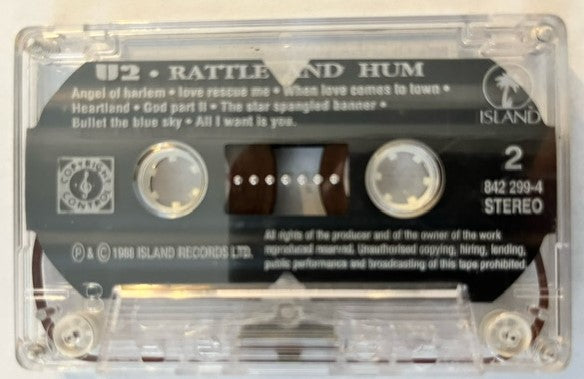 U2 • RATTLE AND HUM
Angel of harlem • love rescue me • When love comes to town •
Heartland • God part II • The star spangled banner •
Bullet the blue sky • All I want is you.
ISLAND
COPYRIGHT CONTROL
2
842 299-4
STEREO
All rights of the producer and of the owner of the work
reproduced reserved. Unauthorised copying, hiring, lending,
public performance and broadcasting of this tape prohibited.
℗ & © 1988 ISLAND RECORDS LTD.